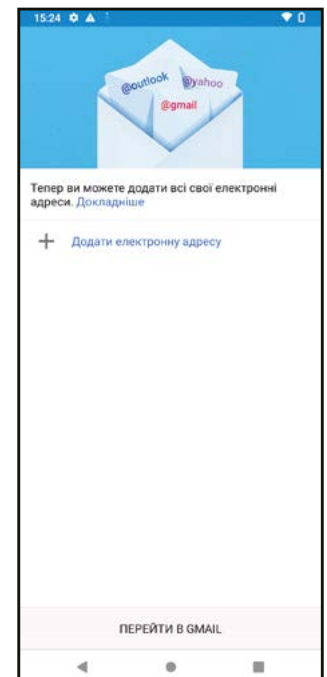 15:24
@outlook @yahoo
@gmail
Тепер ви можете додати всі свої електронні
адреси. Докладніше
Додати електронну адресу
ПЕРЕЙТИ В GMAIL